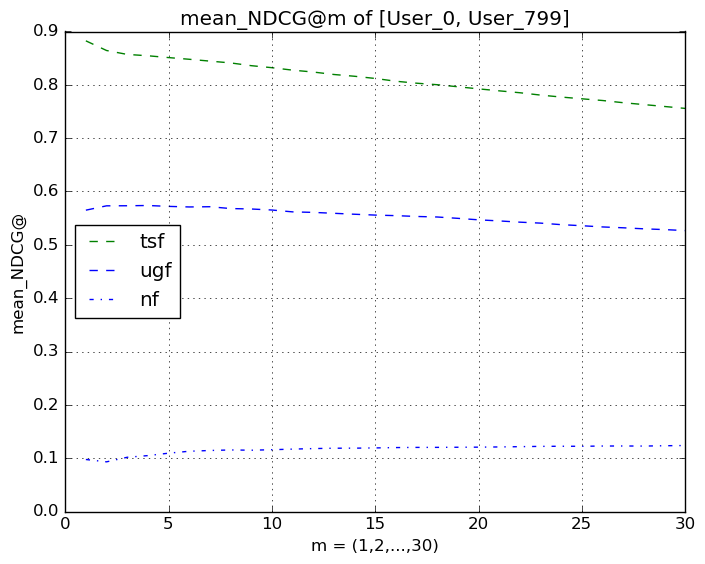 mean_NDCG@m of [User_0, User_799]
mean_NDCG@
0.9
0.8
0.7
0.6
0.5
0.4
0.3
0.2
0.1
0.0
tsf
ugf
nf
0 5 10 15 20 25 30
m = (1,2,...,30)